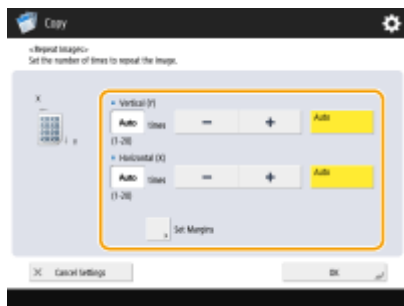 Copy
<Repeat Images>
Set the number of times to repeat the image.
X
Y
Vertical (Y)
Auto times − + Auto
(1-20)
Horizontal (X)
Auto times − + Auto
(1-20)
Set Margins
× Cancel Settings
OK